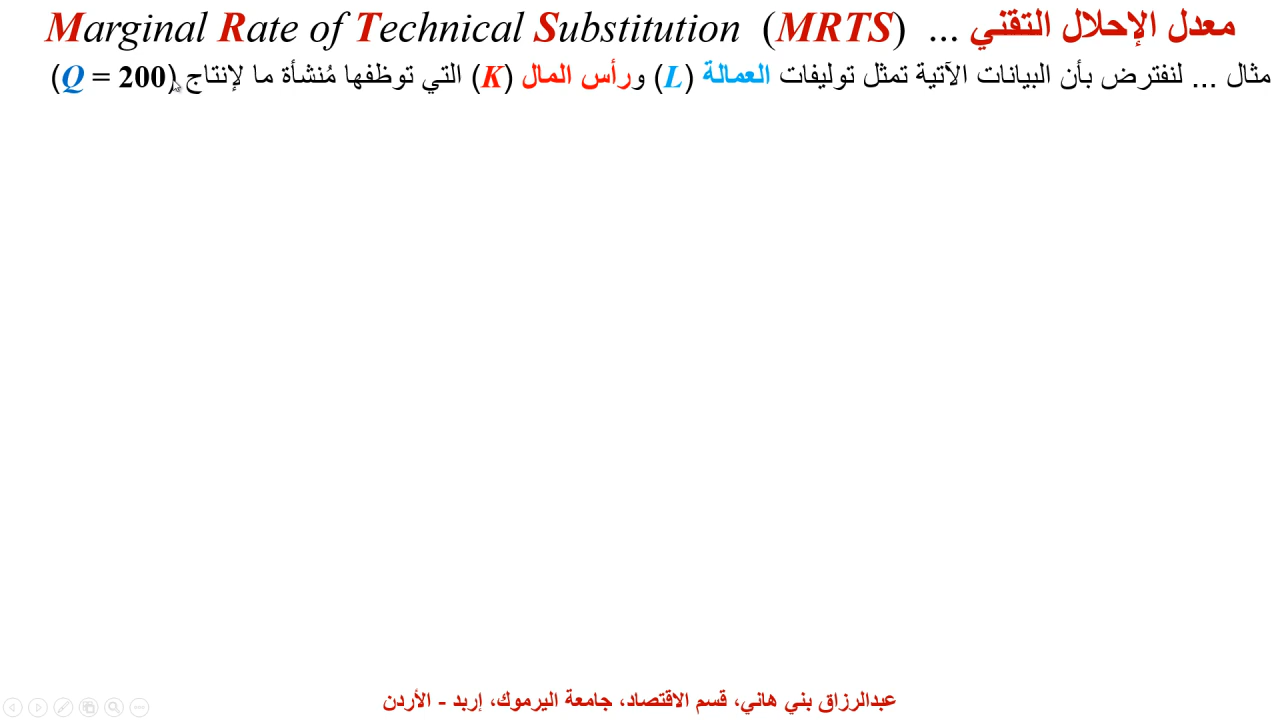 معدل الإحلال التقني ... Marginal Rate of Technical Substitution (MRTS)
مثال ... لنفترض بأن البيانات الآتية تمثل توليفات العمالة (L) ورأس المال (K) التي توظفها مُنشأة ما لإنتاج (Q = 200)
عبدالرزاق بني هاني، قسم الاقتصاد، جامعة اليرموك، إربد - الأردن